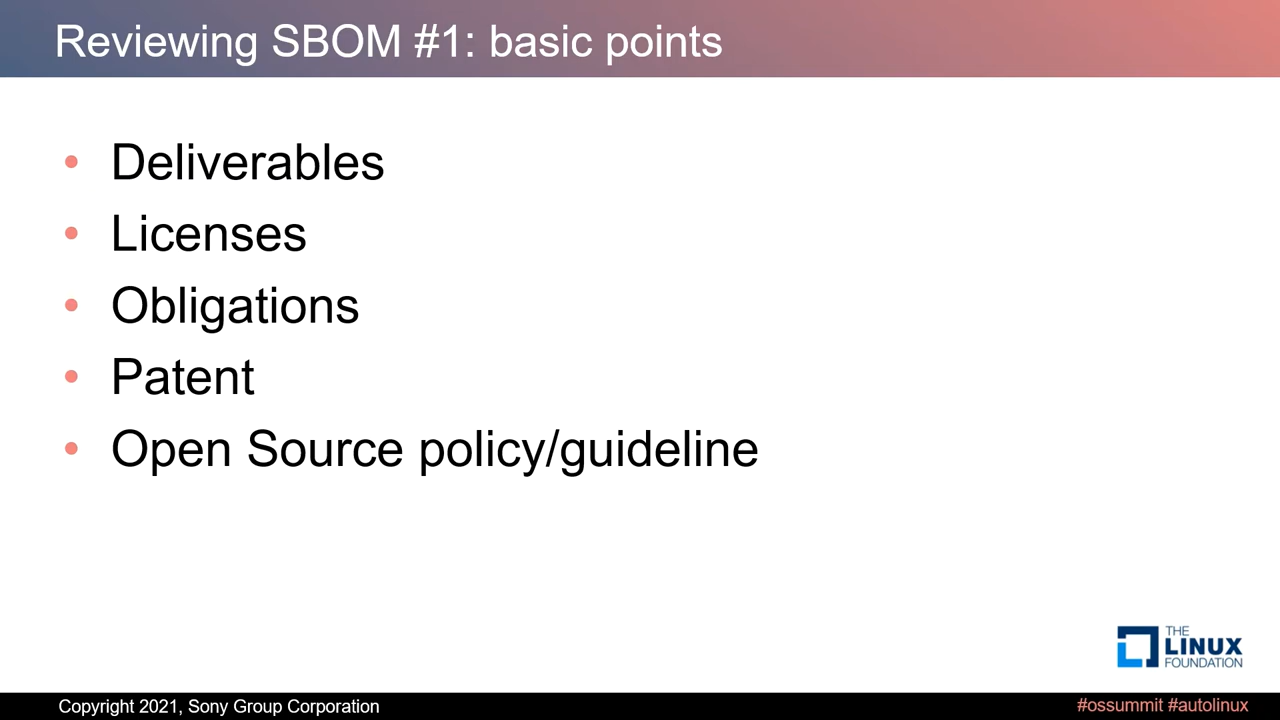 Reviewing SBOM #1: basic points
• Deliverables
• Licenses
• Obligations
• Patent
• Open Source policy/guideline
THE
LINUX
FOUNDATION
Copyright 2021, Sony Group Corporation
#ossummit #autolinux